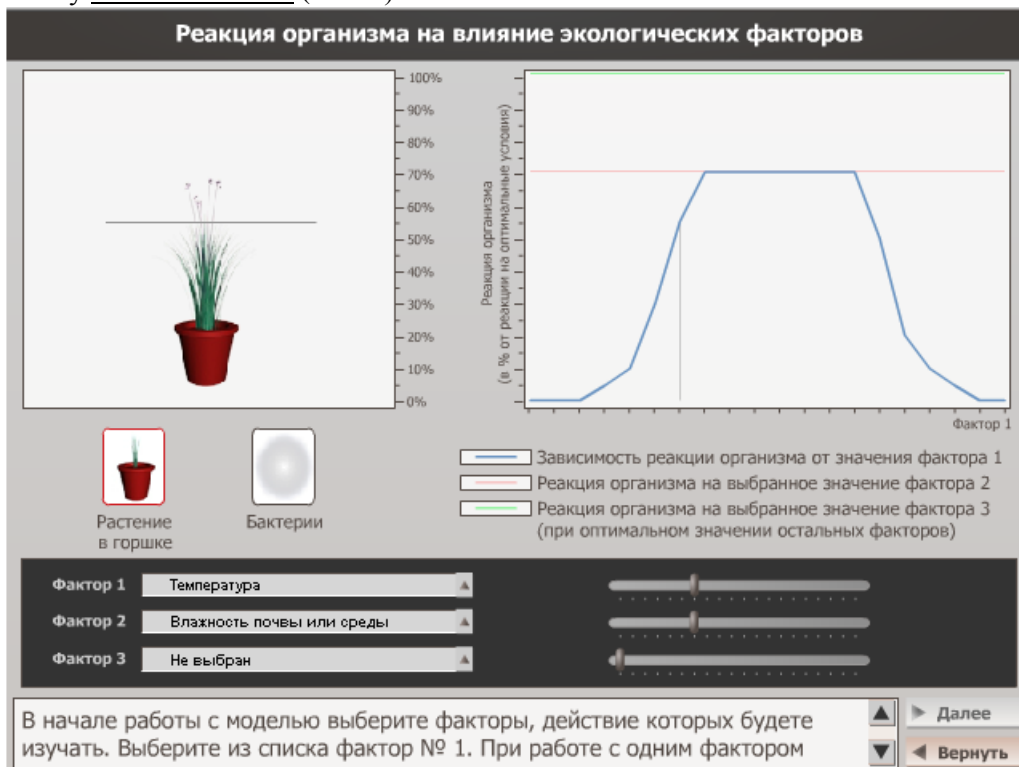 Реакция организма на влияние экологических факторов
100%
90%
80%
70%
60%
50%
40%
30%
20%
10%
0%
Реакция организма
(в % от реакции на оптимальные условия)
Фактор 1
Растение
в горшке
Бактерии
Зависимость реакции организма от значения фактора 1
Реакция организма на выбранное значение фактора 2
Реакция организма на выбранное значение фактора 3
(при оптимальном значении остальных факторов)
Фактор 1 Температура
Фактор 2 Влажность почвы или среды
Фактор 3 Не выбран
В начале работы с моделью выберите факторы, действие которых будете
изучать. Выберите из списка фактор № 1. При работе с одним фактором
Далее
Вернуть